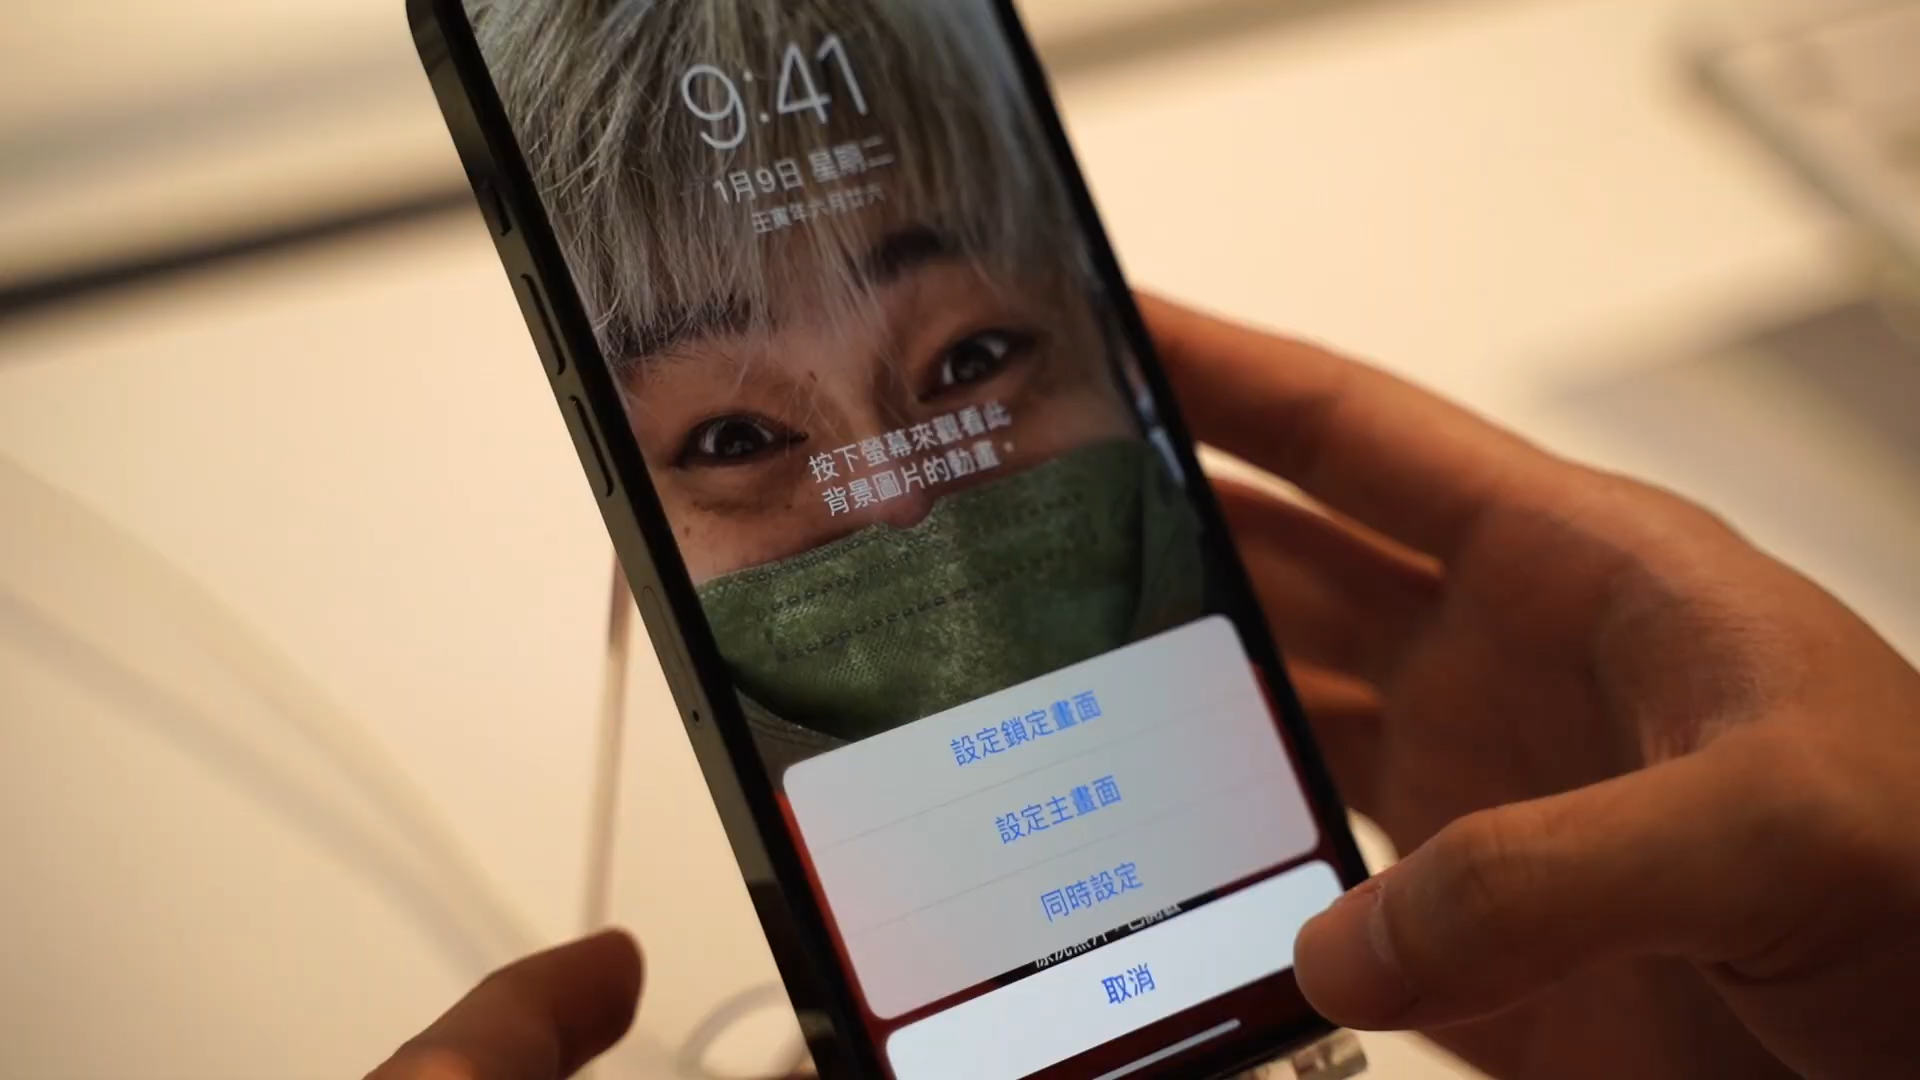 9:41
1月9日 星期二
壬寅年六月廿六
按下螢幕來觀看此
背景圖片的動畫。
設定鎖定畫面
設定主畫面
同時設定
取消